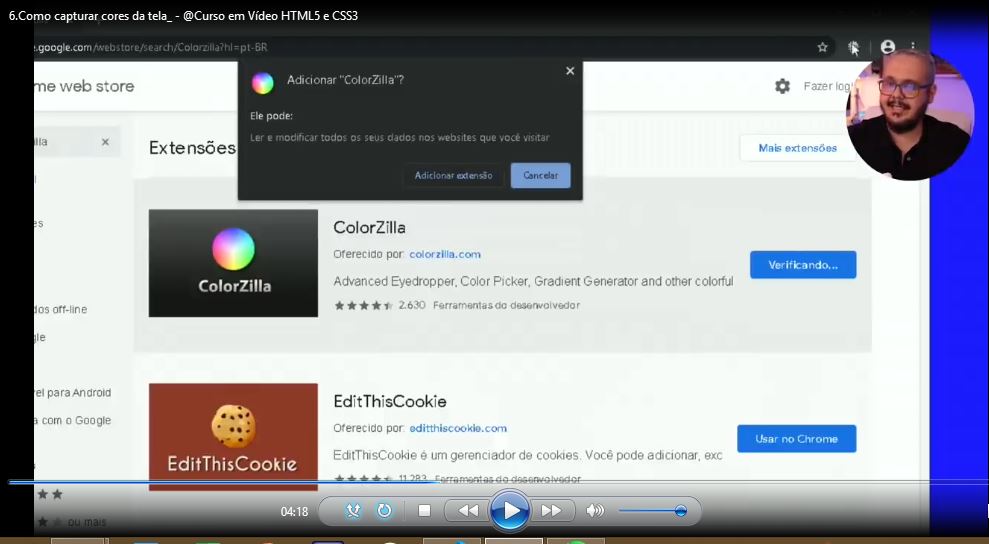 6.Como capturar cores da tela_ - @Curso em Vídeo HTML5 e CSS3
e.google.com/webstore/search/Colorzilla?hl=pt-BR
me web store
Adicionar "ColorZilla"?
Ele pode:
Ler e modificar todos os seus dados nos websites que você visitar
Adicionar extensão
Cancelar
Fazer logi
illa
Extensões
Mais extensões
ColorZilla
ColorZilla
Oferecido por: colorzilla.com
Advanced Eyedropper, Color Picker, Gradient Generator and other colorful
2.630 Ferramentas do desenvolvedor
Verificando...
es
dos off-line
gle
vel para Android
a com o Google
EditThisCookie
EditThisCookie
Oferecido por: editthiscookie.com
EditThisCookie é um gerenciador de cookies. Você pode adicionar, exc
11.283 Ferramentas do desenvolvedor
Usar no Chrome
ou mais
04:18